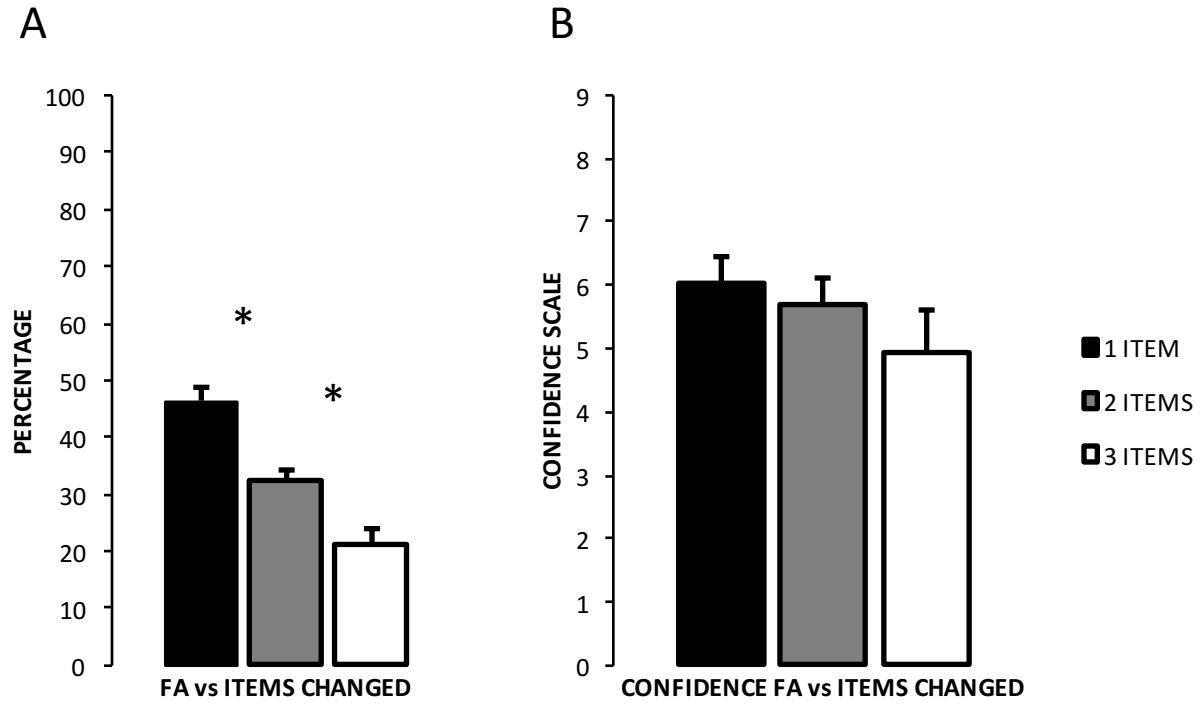 A
B
100
90
80
70
60
50
40
30
20
10
0
PERCENTAGE
*
*
FA vs ITEMS CHANGED
9
8
7
6
5
4
3
2
1
0
CONFIDENCE SCALE
CONFIDENCE FA vs ITEMS CHANGED
1 ITEM
2 ITEMS
3 ITEMS